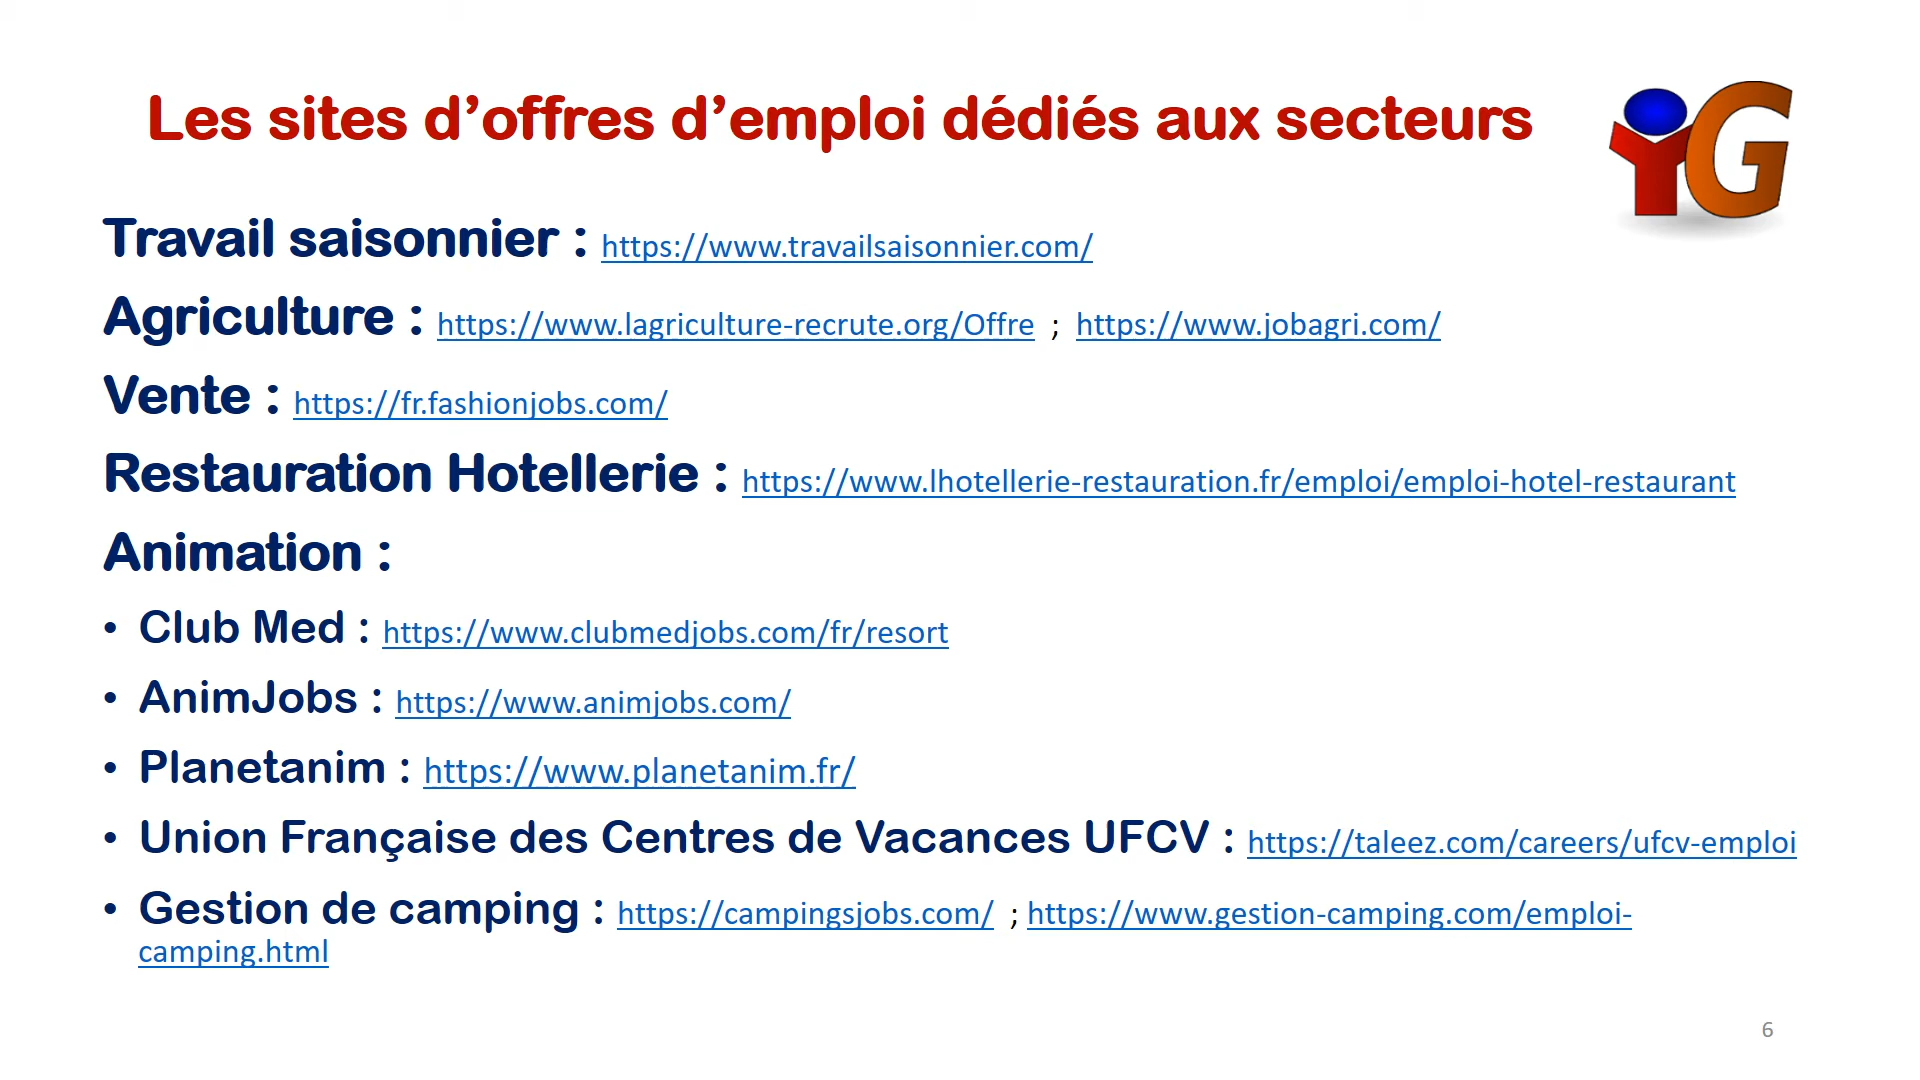 Les sites d’offres d’emploi dédiés aux secteurs
G
Travail saisonnier : https://www.travailsaisonnier.com/
Agriculture : https://www.lagriculture-recrute.org/Offre ; https://www.jobagri.com/
Vente : https://fr.fashionjobs.com/
Restauration Hotellerie : https://www.lhotellerie-restauration.fr/emploi/emploi-hotel-restaurant
Animation :
• Club Med : https://www.clubmedjobs.com/fr/resort
• AnimJobs : https://www.animjobs.com/
• Planetanim : https://www.planetanim.fr/
• Union Française des Centres de Vacances UFCV : https://taleez.com/careers/ufcv-emploi
• Gestion de camping : https://campingsjobs.com/ ; https://www.gestion-camping.com/emploi-
camping.html
6